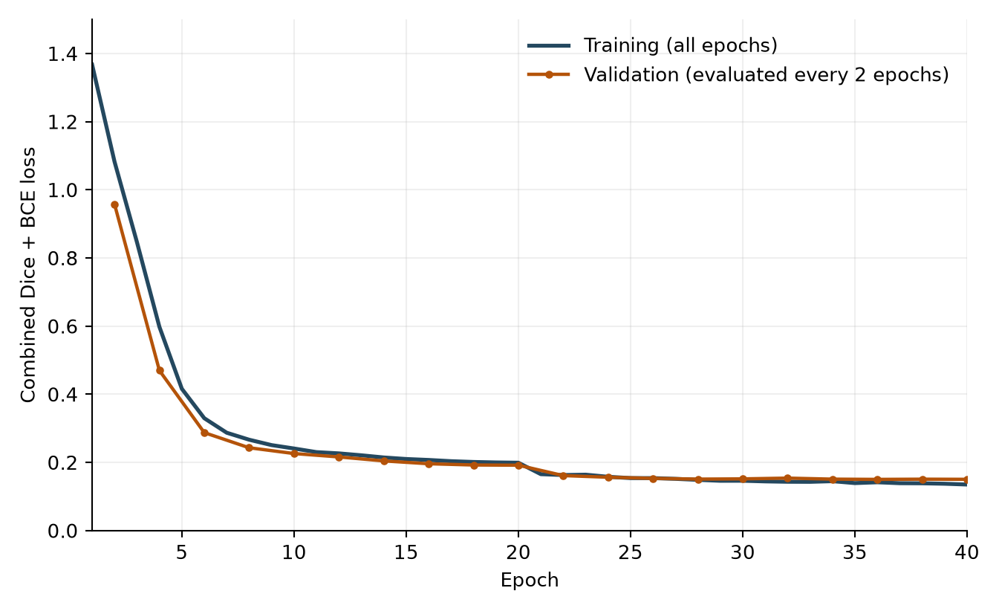 Training (all epochs)
Validation (evaluated every 2 epochs)
Combined Dice + BCE loss
1.4
1.2
1.0
0.8
0.6
0.4
0.2
0.0
5 10 15 20 25 30 35 40
Epoch